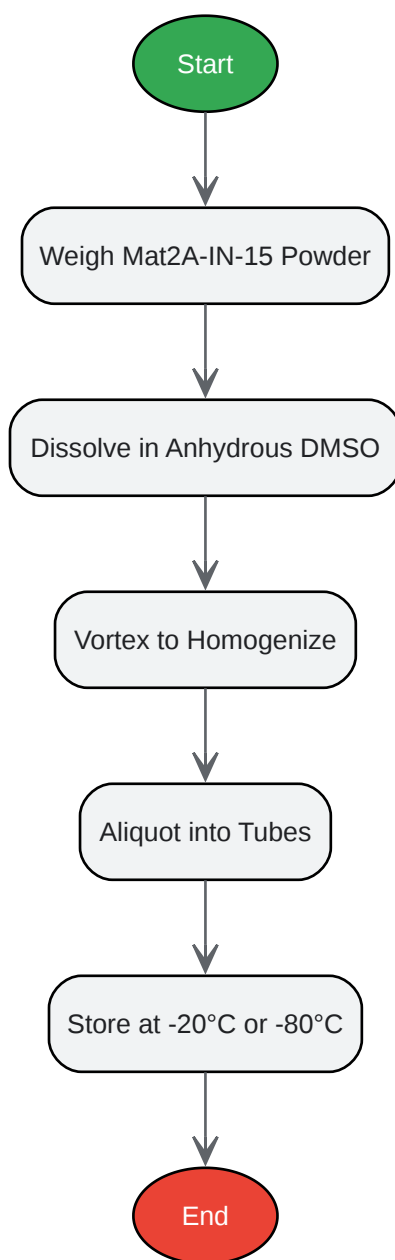 Start
Weigh Mat2A-IN-15 Powder
Dissolve in Anhydrous DMSO
Vortex to Homogenize
Aliquot into Tubes
Store at -20°C or -80°C
End